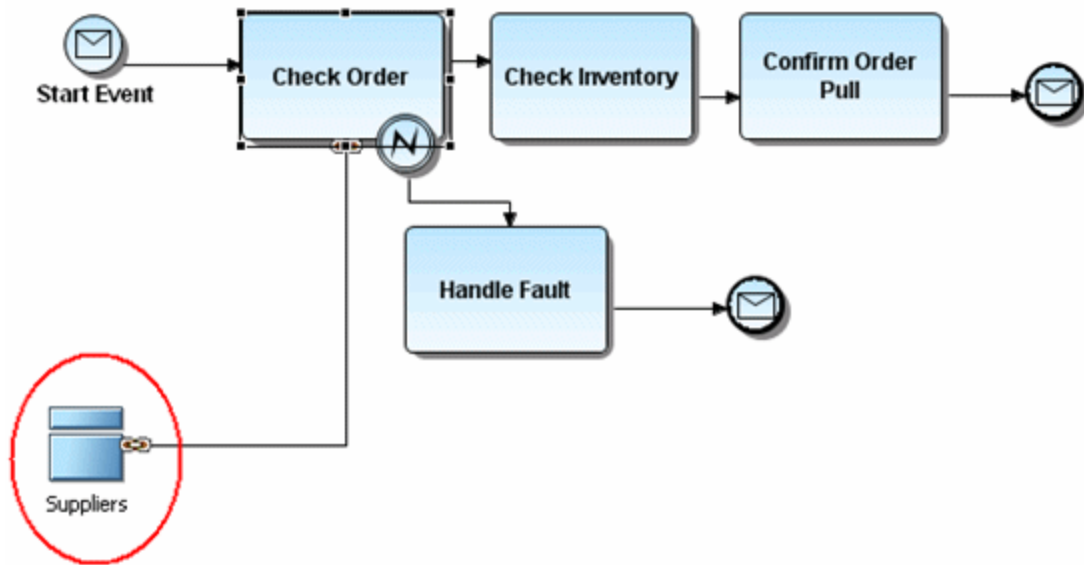 Start Event
Check Order
Check Inventory
Confirm Order
Pull
Handle Fault
Suppliers